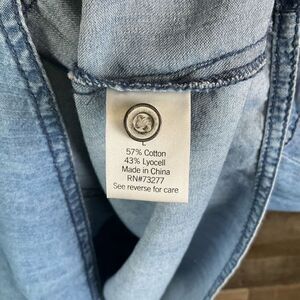 L
57% Cotton
43% Lyocell
Made in China
RN#73277
See reverse for care